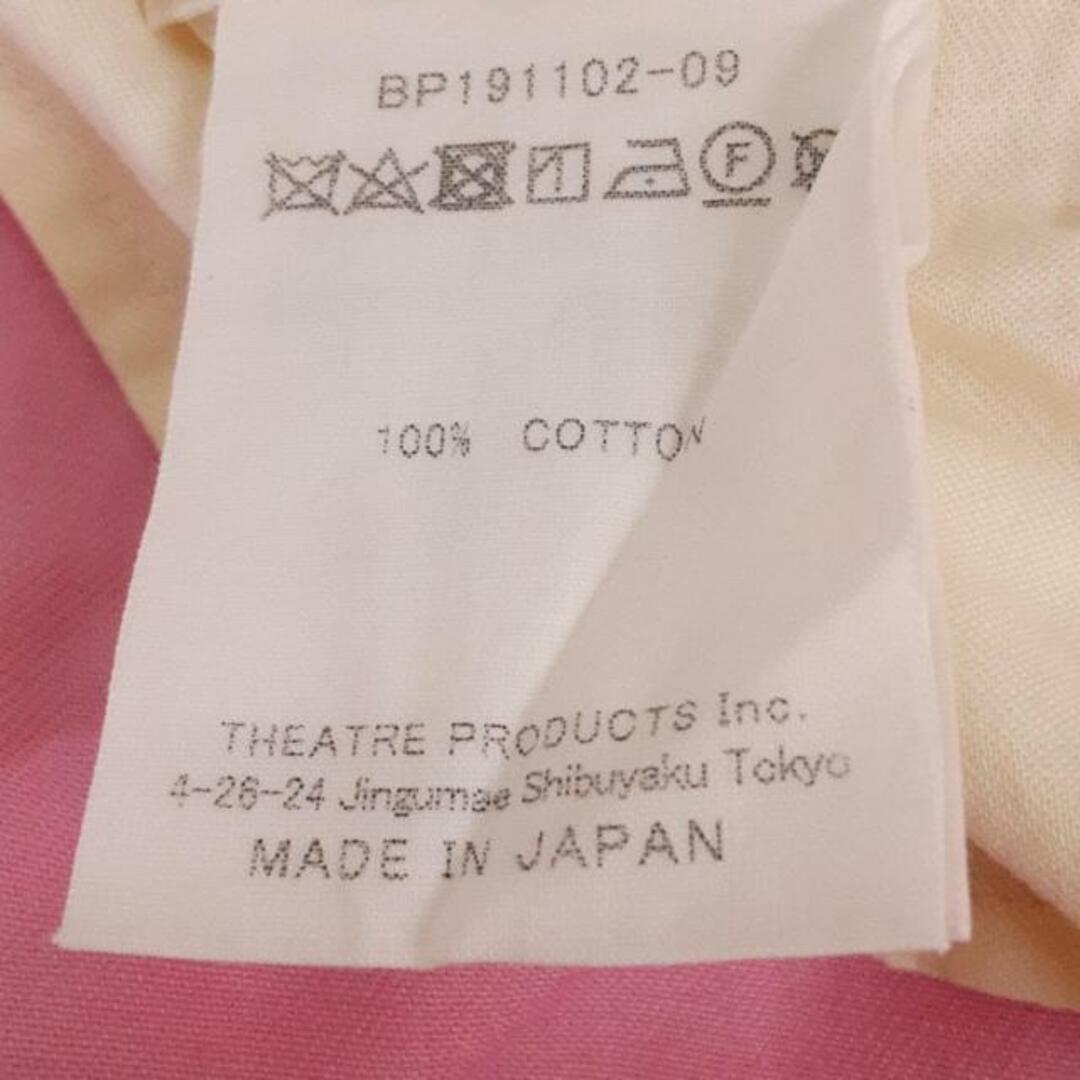 BP191102-09
100% COTTON
THEATRE PRODUCTS Inc.
4-26-24 Jingumae Shibuyaku Tokyo
MADE IN JAPAN